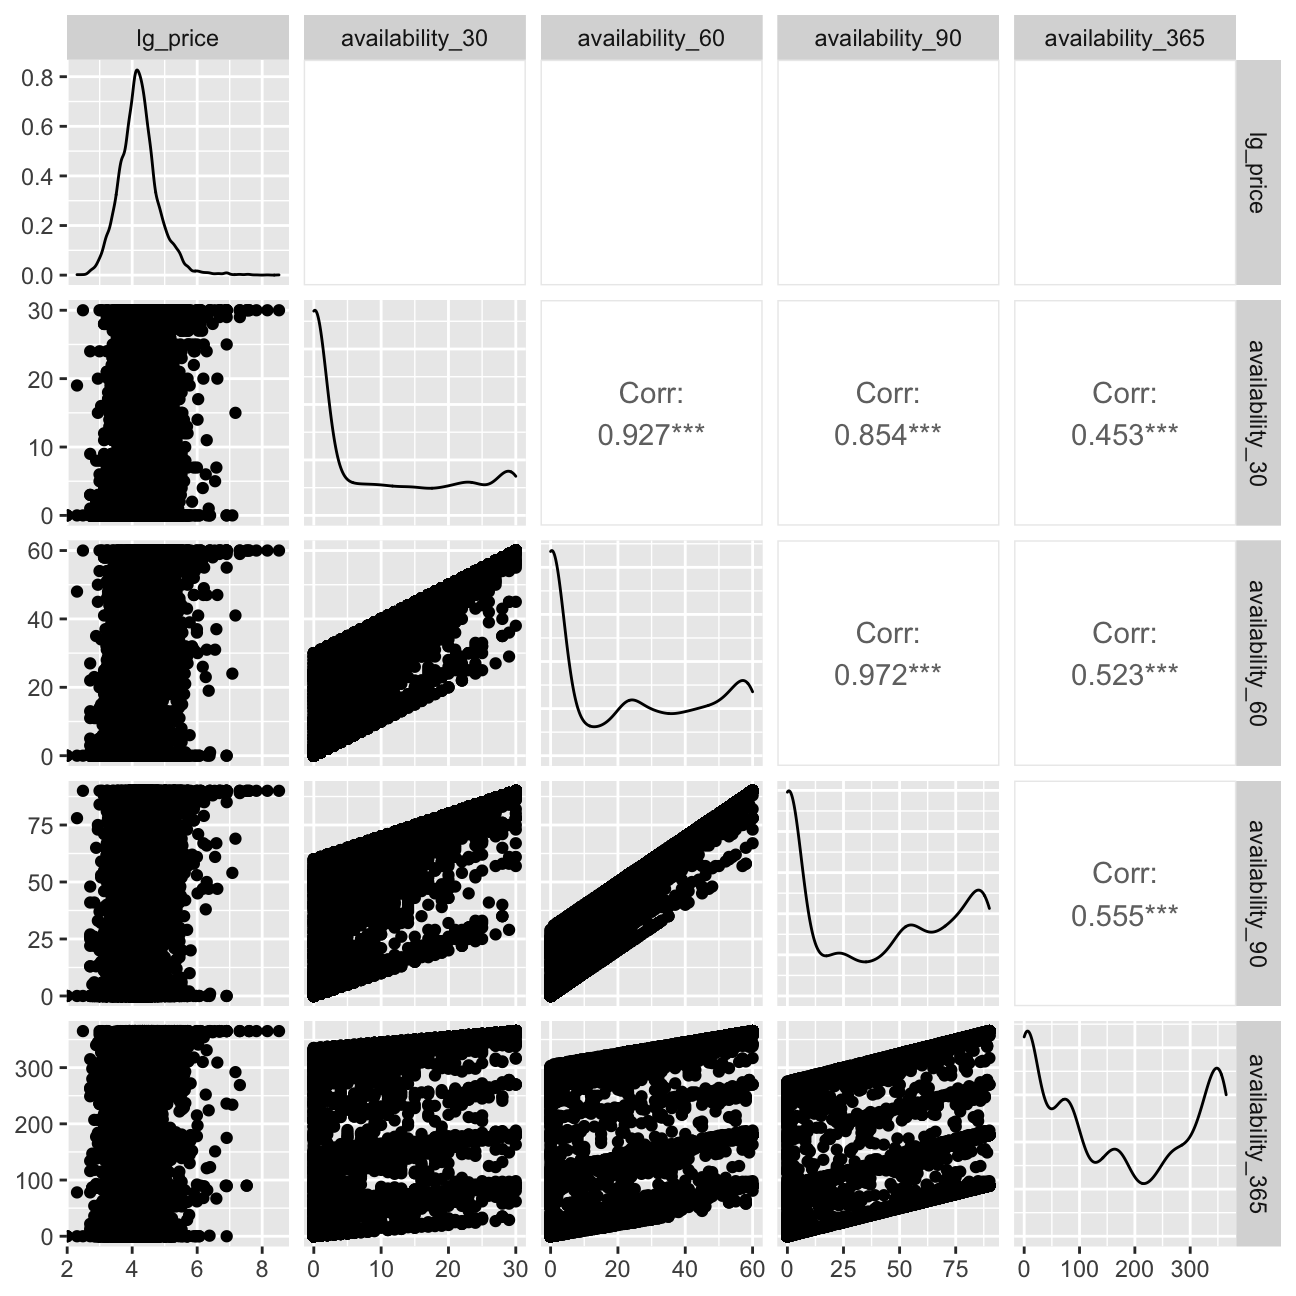 lg_price availability_30 availability_60 availability_90 availability_365
0.8
0.6
0.4
0.2
0.0
lg_price
30
20
10
0
Corr:
0.927***
Corr:
0.854***
Corr:
0.453***
availability_30
60
40
20
0
Corr:
0.972***
Corr:
0.523***
availability_60
75
50
25
0
Corr:
0.555***
availability_90
300
200
100
0
availability_365
2 4 6 8 0 10 20 30 0 20 40 60 0 25 50 75 0 100 200 300